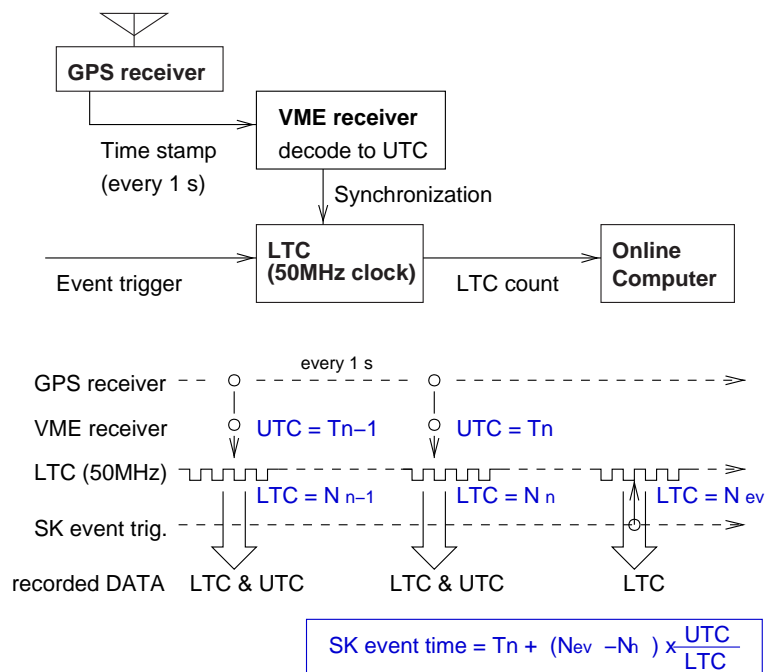 GPS receiver
VME receiver
decode to UTC
Time stamp
(every 1 s)
Synchronization
LTC
(50MHz clock)
Online
Computer
Event trigger
LTC count
every 1 s
GPS receiver
VME receiver
UTC = Tn−1
UTC = Tn
LTC (50MHz)
LTC = N n−1
LTC = N n
LTC = N ev
SK event trig.
recorded DATA
LTC & UTC
LTC & UTC
LTC
SK event time = Tn + (Nev −Nn ) x UTC
LTC